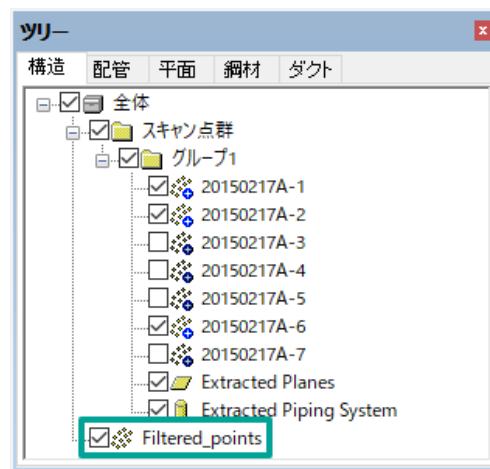 ツリー
構造 配管 平面 鋼材 ダクト
全体
スキャン点群
グループ1
20150217A-1
20150217A-2
20150217A-3
20150217A-4
20150217A-5
20150217A-6
20150217A-7
Extracted Planes
Extracted Piping System
Filtered_points